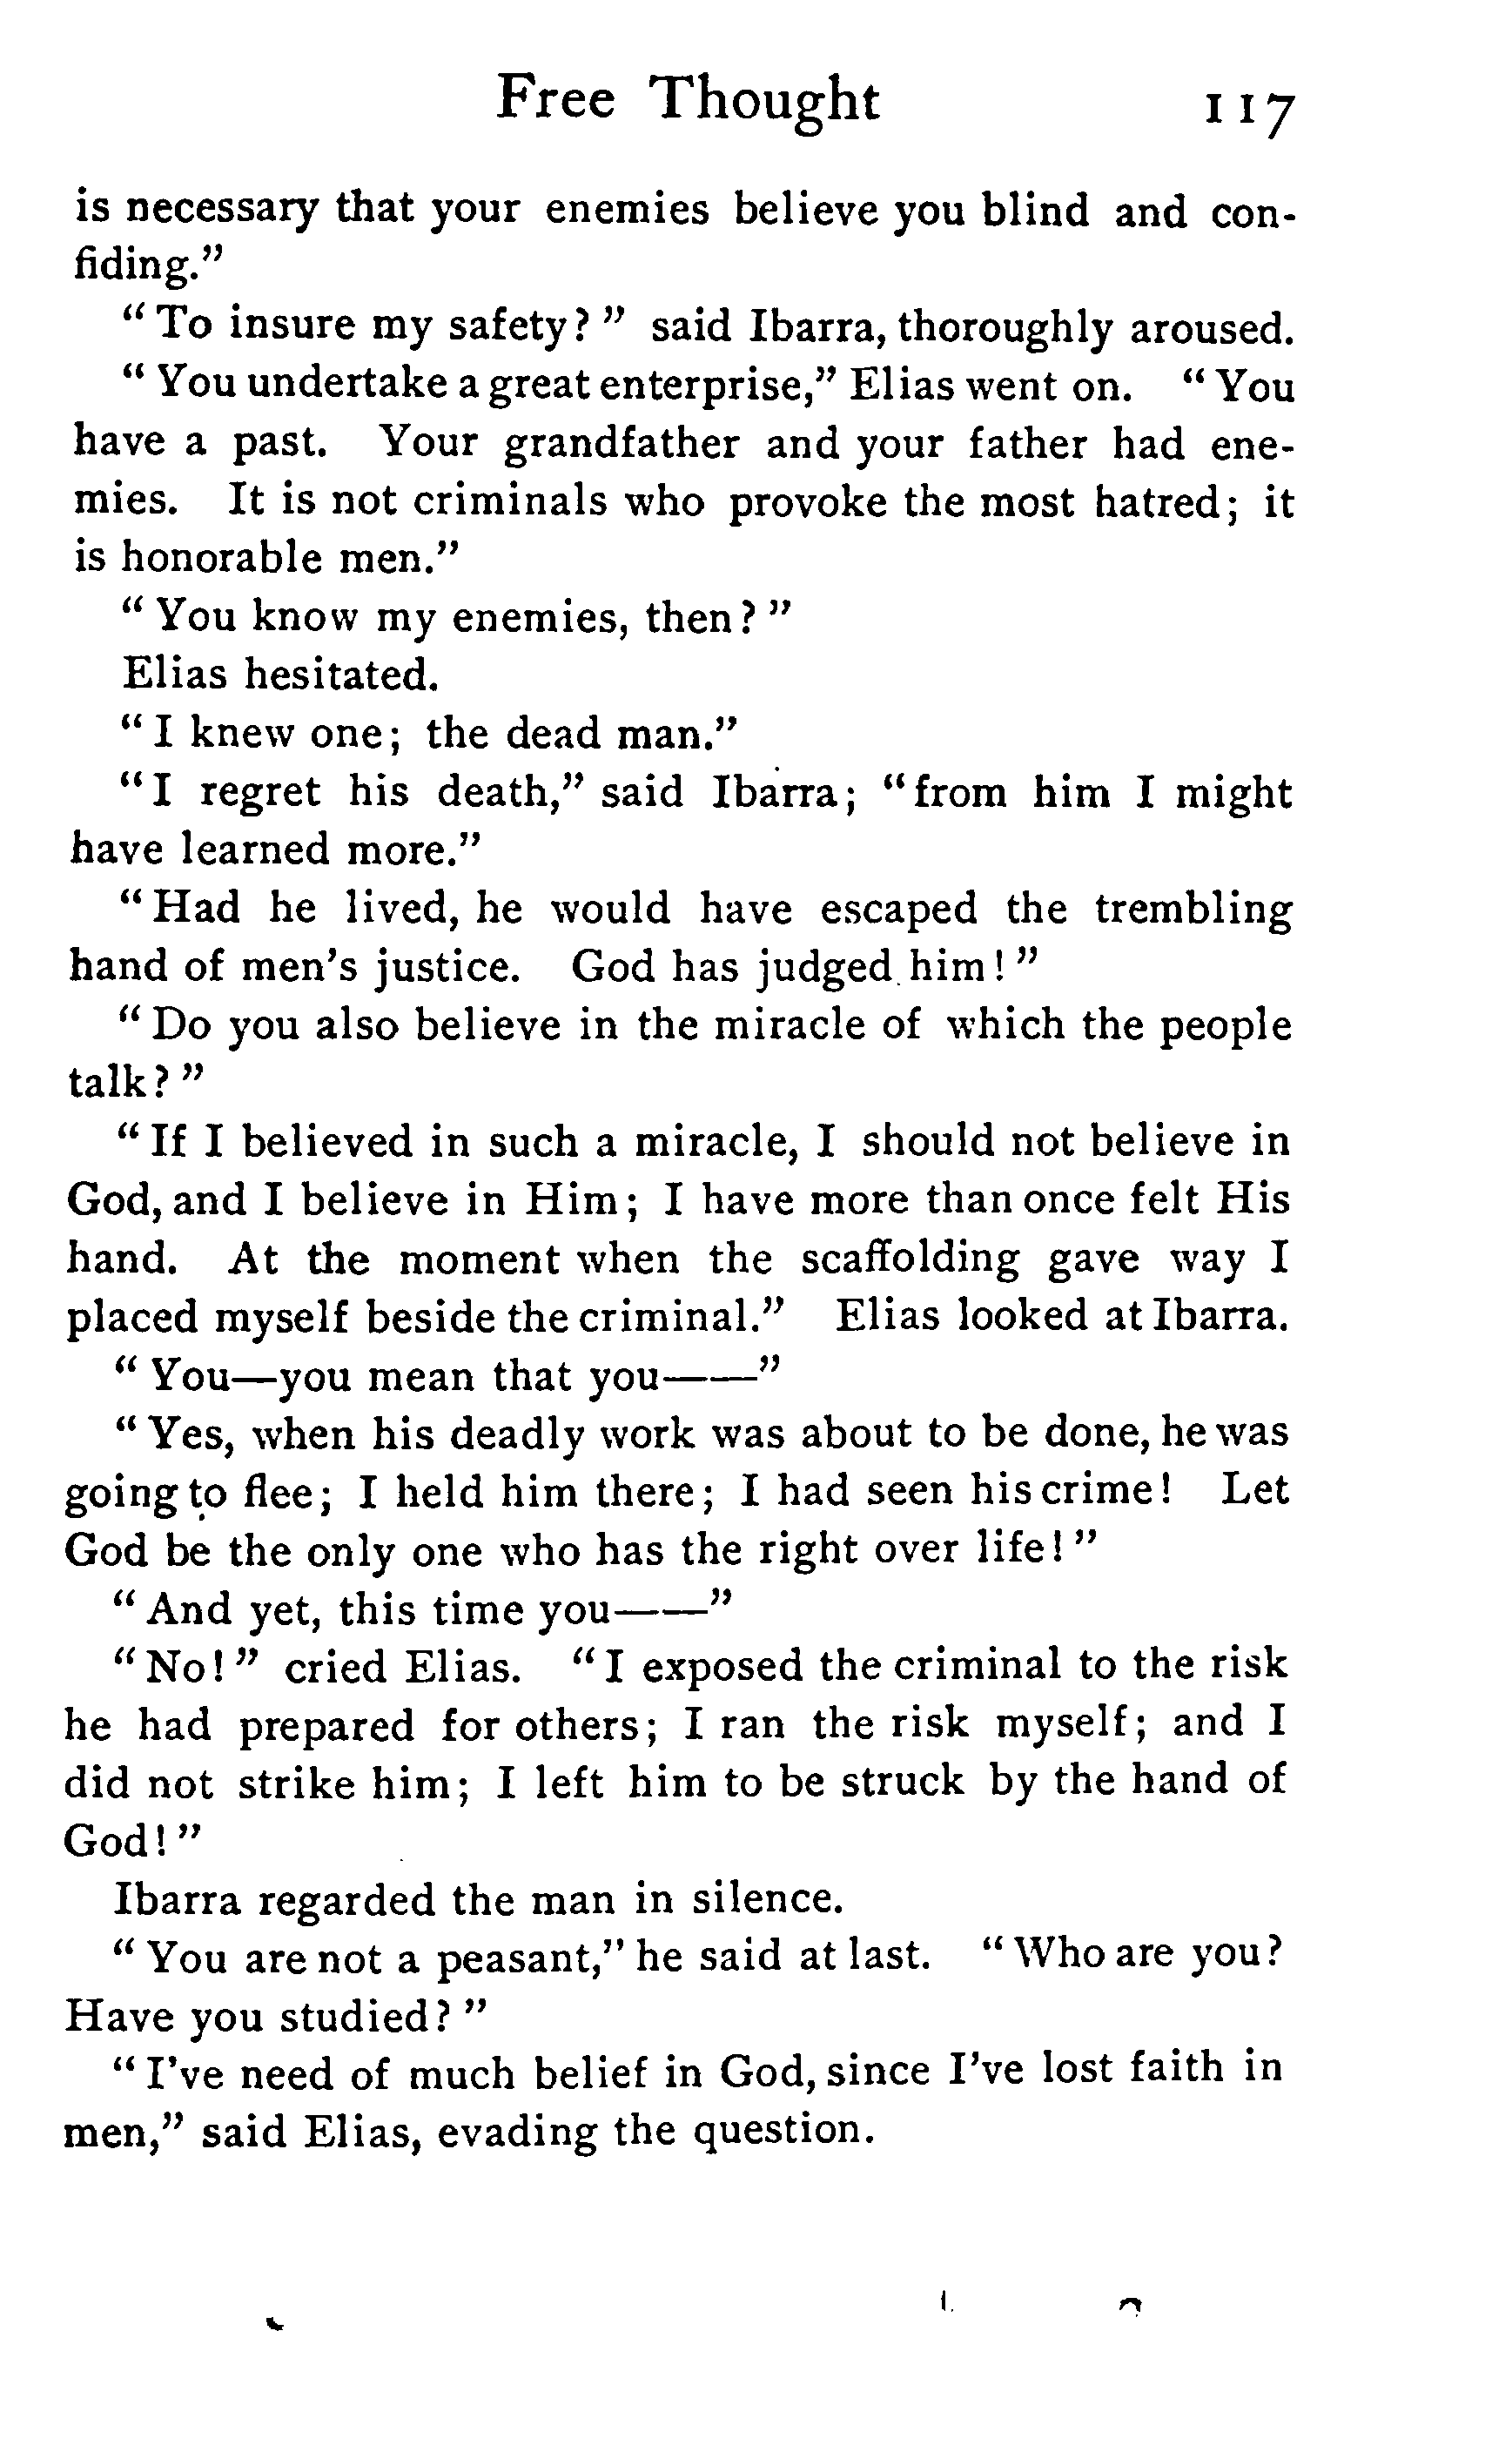 Free Thought 117
is necessary that your enemies believe you blind and con-
fiding."
"To insure my safety?" said Ibarra, thoroughly aroused.
"You undertake a great enterprise," Elias went on. "You
have a past. Your grandfather and your father had ene-
mies. It is not criminals who provoke the most hatred; it
is honorable men."
"You know my enemies, then?"
Elias hesitated.
"I knew one; the dead man."
"I regret his death," said Ibarra; "from him I might
have learned more."
"Had he lived, he would have escaped the trembling
hand of men's justice. God has judged him!"
"Do you also believe in the miracle of which the people
talk?"
"If I believed in such a miracle, I should not believe in
God, and I believe in Him; I have more than once felt His
hand. At the moment when the scaffolding gave way I
placed myself beside the criminal." Elias looked at Ibarra.
"You—you mean that you——"
"Yes, when his deadly work was about to be done, he was
going to flee; I held him there; I had seen his crime! Let
God be the only one who has the right over life!"
"And yet, this time you——"
"No!" cried Elias. "I exposed the criminal to the risk
he had prepared for others; I ran the risk myself; and I
did not strike him; I left him to be struck by the hand of
God!"
Ibarra regarded the man in silence.
"You are not a peasant," he said at last. "Who are you?
Have you studied?"
"I've need of much belief in God, since I've lost faith in
men," said Elias, evading the question.